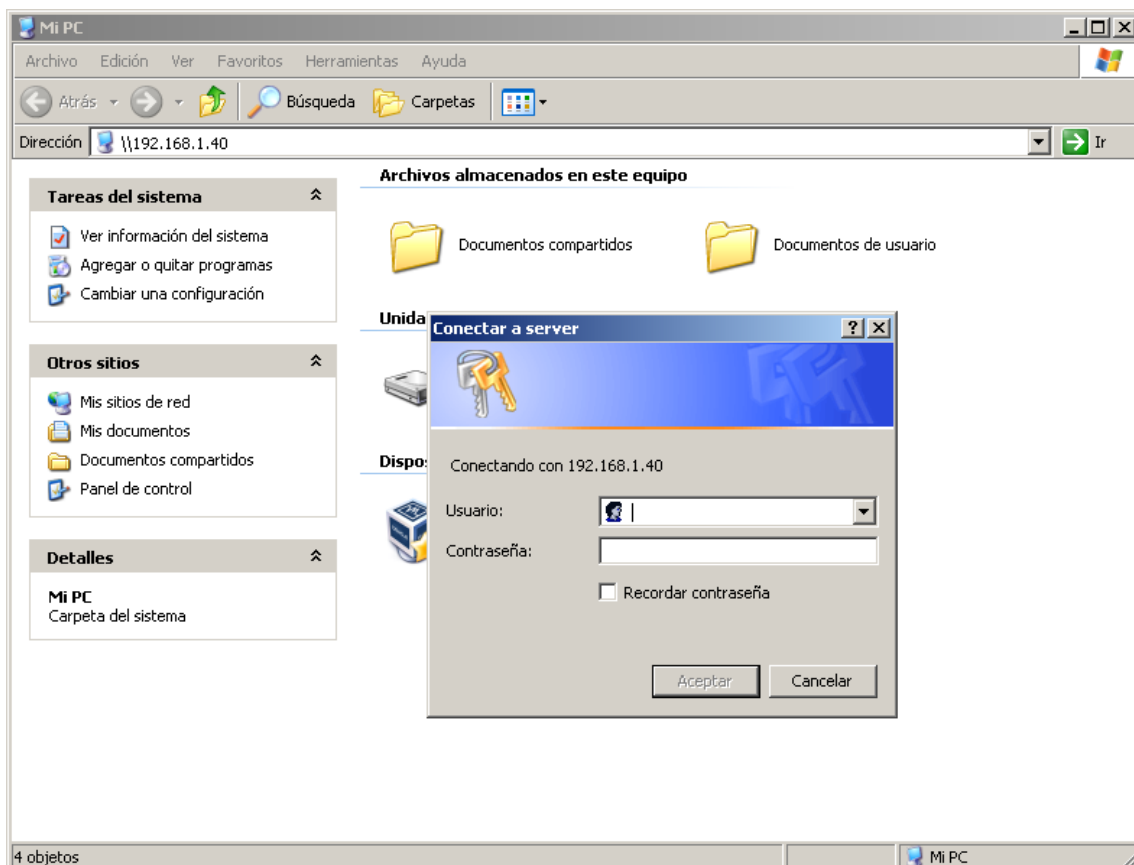 Mi PC
Archivo Edición Ver Favoritos Herramientas Ayuda
Atrás Búsqueda Carpetas
Dirección \\192.168.1.40 Ir
Tareas del sistema
Ver información del sistema
Agregar o quitar programas
Cambiar una configuración
Otros sitios
Mis sitios de red
Mis documentos
Documentos compartidos
Panel de control
Detalles
Mi PC
Carpeta del sistema
Archivos almacenados en este equipo
Documentos compartidos Documentos de usuario
Unida
Dispo
Conectar a server
Conectando con 192.168.1.40
Usuario:
Contraseña:
Recordar contraseña
Aceptar Cancelar
4 objetos Mi PC